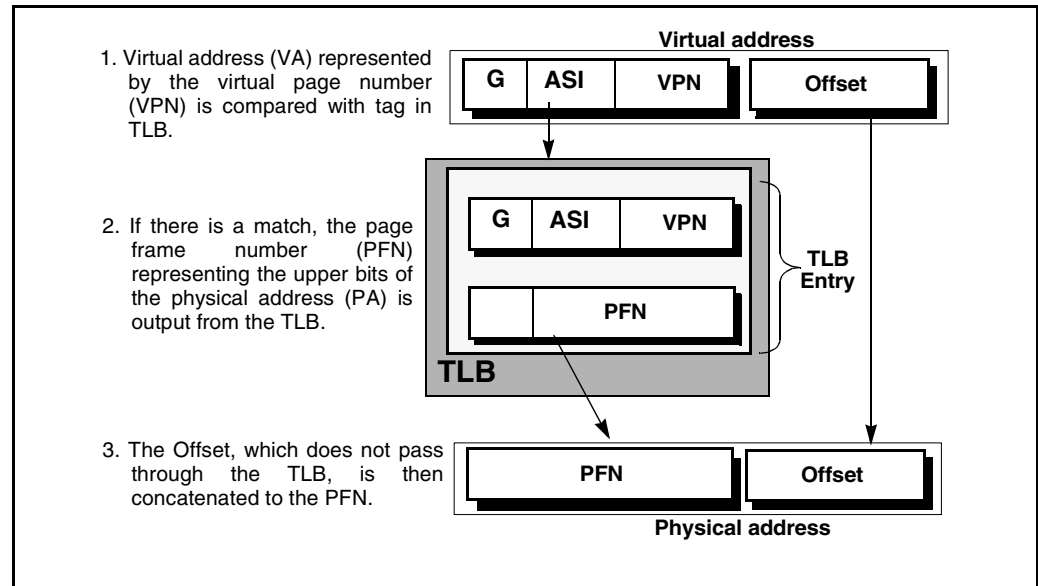 Virtual address
1. Virtual address (VA) represented
by the virtual page number
(VPN) is compared with tag in
TLB.
G ASI VPN Offset
2. If there is a match, the page
frame number (PFN)
representing the upper bits of
the physical address (PA) is
output from the TLB.
G ASI VPN
PFN
TLB
Entry
TLB
3. The Offset, which does not pass
through the TLB, is then
concatenated to the PFN.
PFN Offset
Physical address